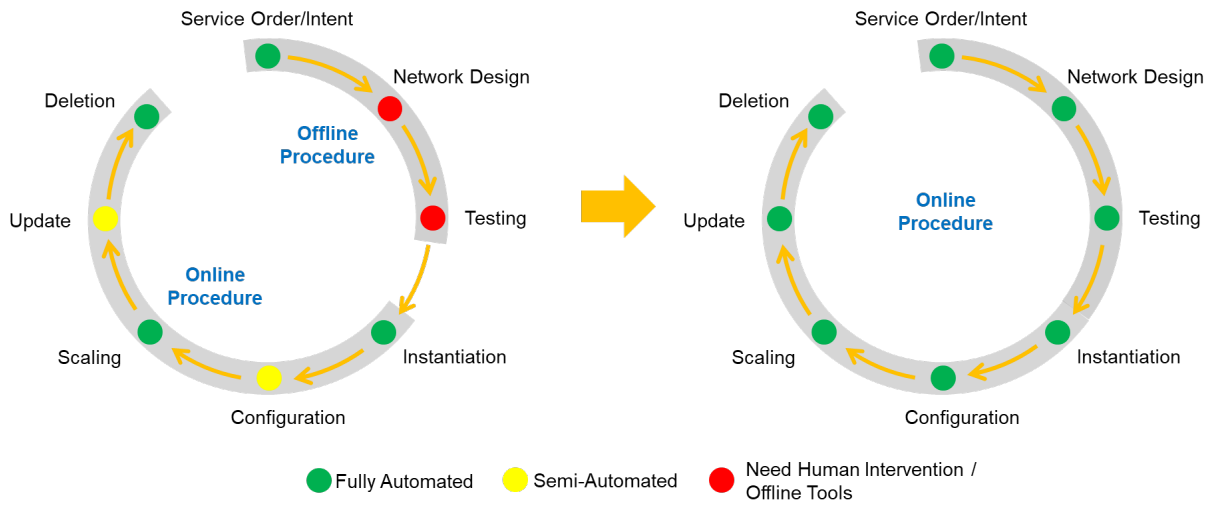 Service Order/Intent
Network Design
Deletion
Offline
Procedure
Update
Testing
Online
Procedure
Scaling
Instantiation
Configuration
Service Order/Intent
Network Design
Deletion
Online
Procedure
Update
Testing
Scaling
Instantiation
Configuration
Fully Automated
Semi-Automated
Need Human Intervention /
Offline Tools